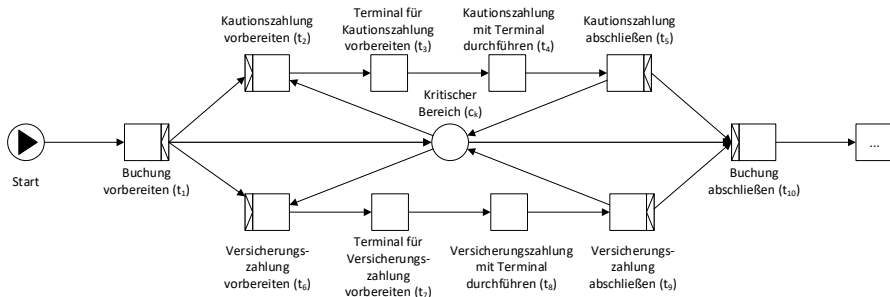 Kautionszahlung
vorbereiten (t₂)
Terminal für
Kautionszahlung
vorbereiten (t₃)
Kautionszahlung
mit Terminal
durchführen (t₄)
Kautionszahlung
abschließen (t₅)
Kritischer
Bereich (cₖ)
Start
Buchung
vorbereiten (t₁)
Buchung
abschließen (t₁₀)
...
Versicherungs-
zahlung
vorbereiten (t₆)
Terminal für
Versicherungs-
zahlung
vorbereiten (t₇)
Versicherungszahlung
mit Terminal
durchführen (t₈)
Versicherungs-
zahlung
abschließen (t₉)